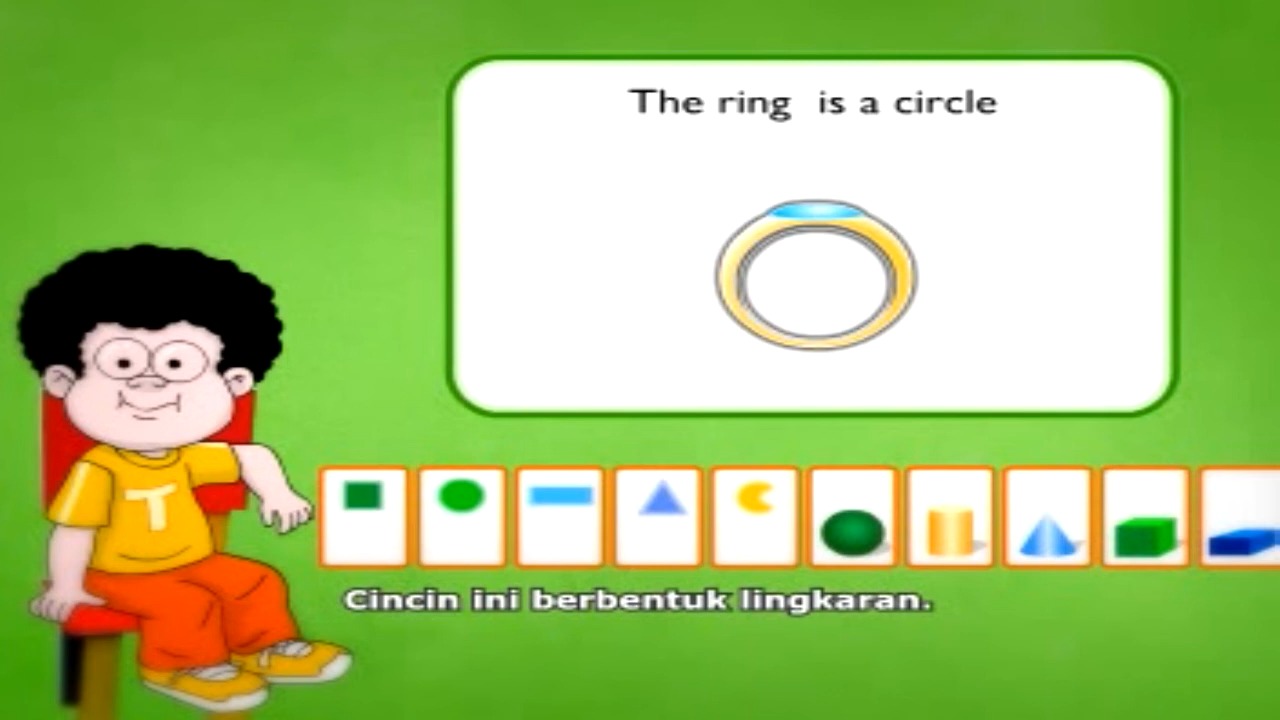 The ring is a circle
T
Cincin ini berbentuk lingkaran.